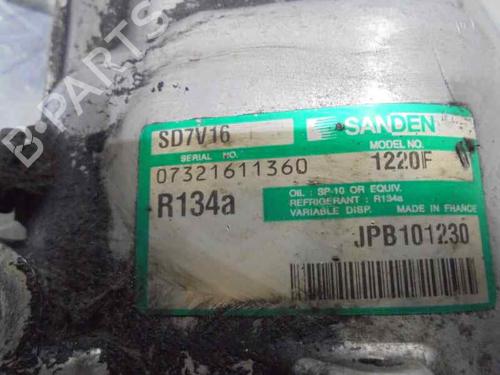 SD7V16
SANDEN
SERIAL NO.
MODEL NO.
07321611360
1220F
R134a
OIL : SP-10 OR EQUIV.
REFRIGERANT : R134a
VARIABLE DISP. MADE IN FRANCE
JPB101230